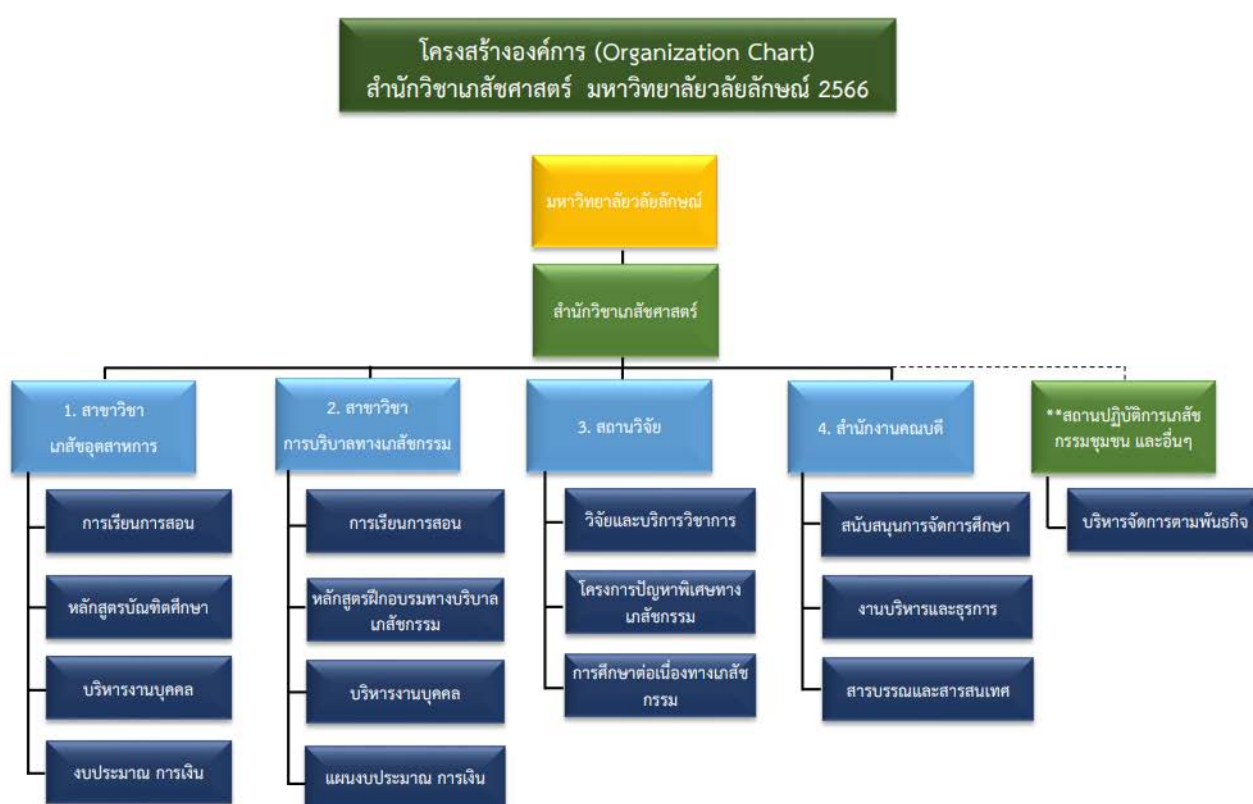 โครงสร้างองค์การ (Organization Chart)
สำนักวิชาเภสัชศาสตร์ มหาวิทยาลัยวลัยลักษณ์ 2566
มหาวิทยาลัยวลัยลักษณ์
สำนักวิชาเภสัชศาสตร์
1. สาขาวิชา
เภสัชอุตสาหการ
การเรียนการสอน
หลักสูตรบัณฑิตศึกษา
บริหารงานบุคคล
งบประมาณ การเงิน
2. สาขาวิชา
การบริบาลทางเภสัชกรรม
การเรียนการสอน
หลักสูตรฝึกอบรมทางบริบาล
เภสัชกรรม
บริหารงานบุคคล
แผนงบประมาณ การเงิน
3. สถานวิจัย
วิจัยและบริการวิชาการ
โครงการปัญหาพิเศษทาง
เภสัชกรรม
การศึกษาต่อเนื่องทางเภสัช
กรรม
4. สำนักงานคณบดี
สนับสนุนการจัดการศึกษา
งานบริหารและธุรการ
สารบรรณและสารสนเทศ
**สถานปฏิบัติการเภสัช
กรรมชุมชน และอื่นๆ
บริหารจัดการตามพันธกิจ